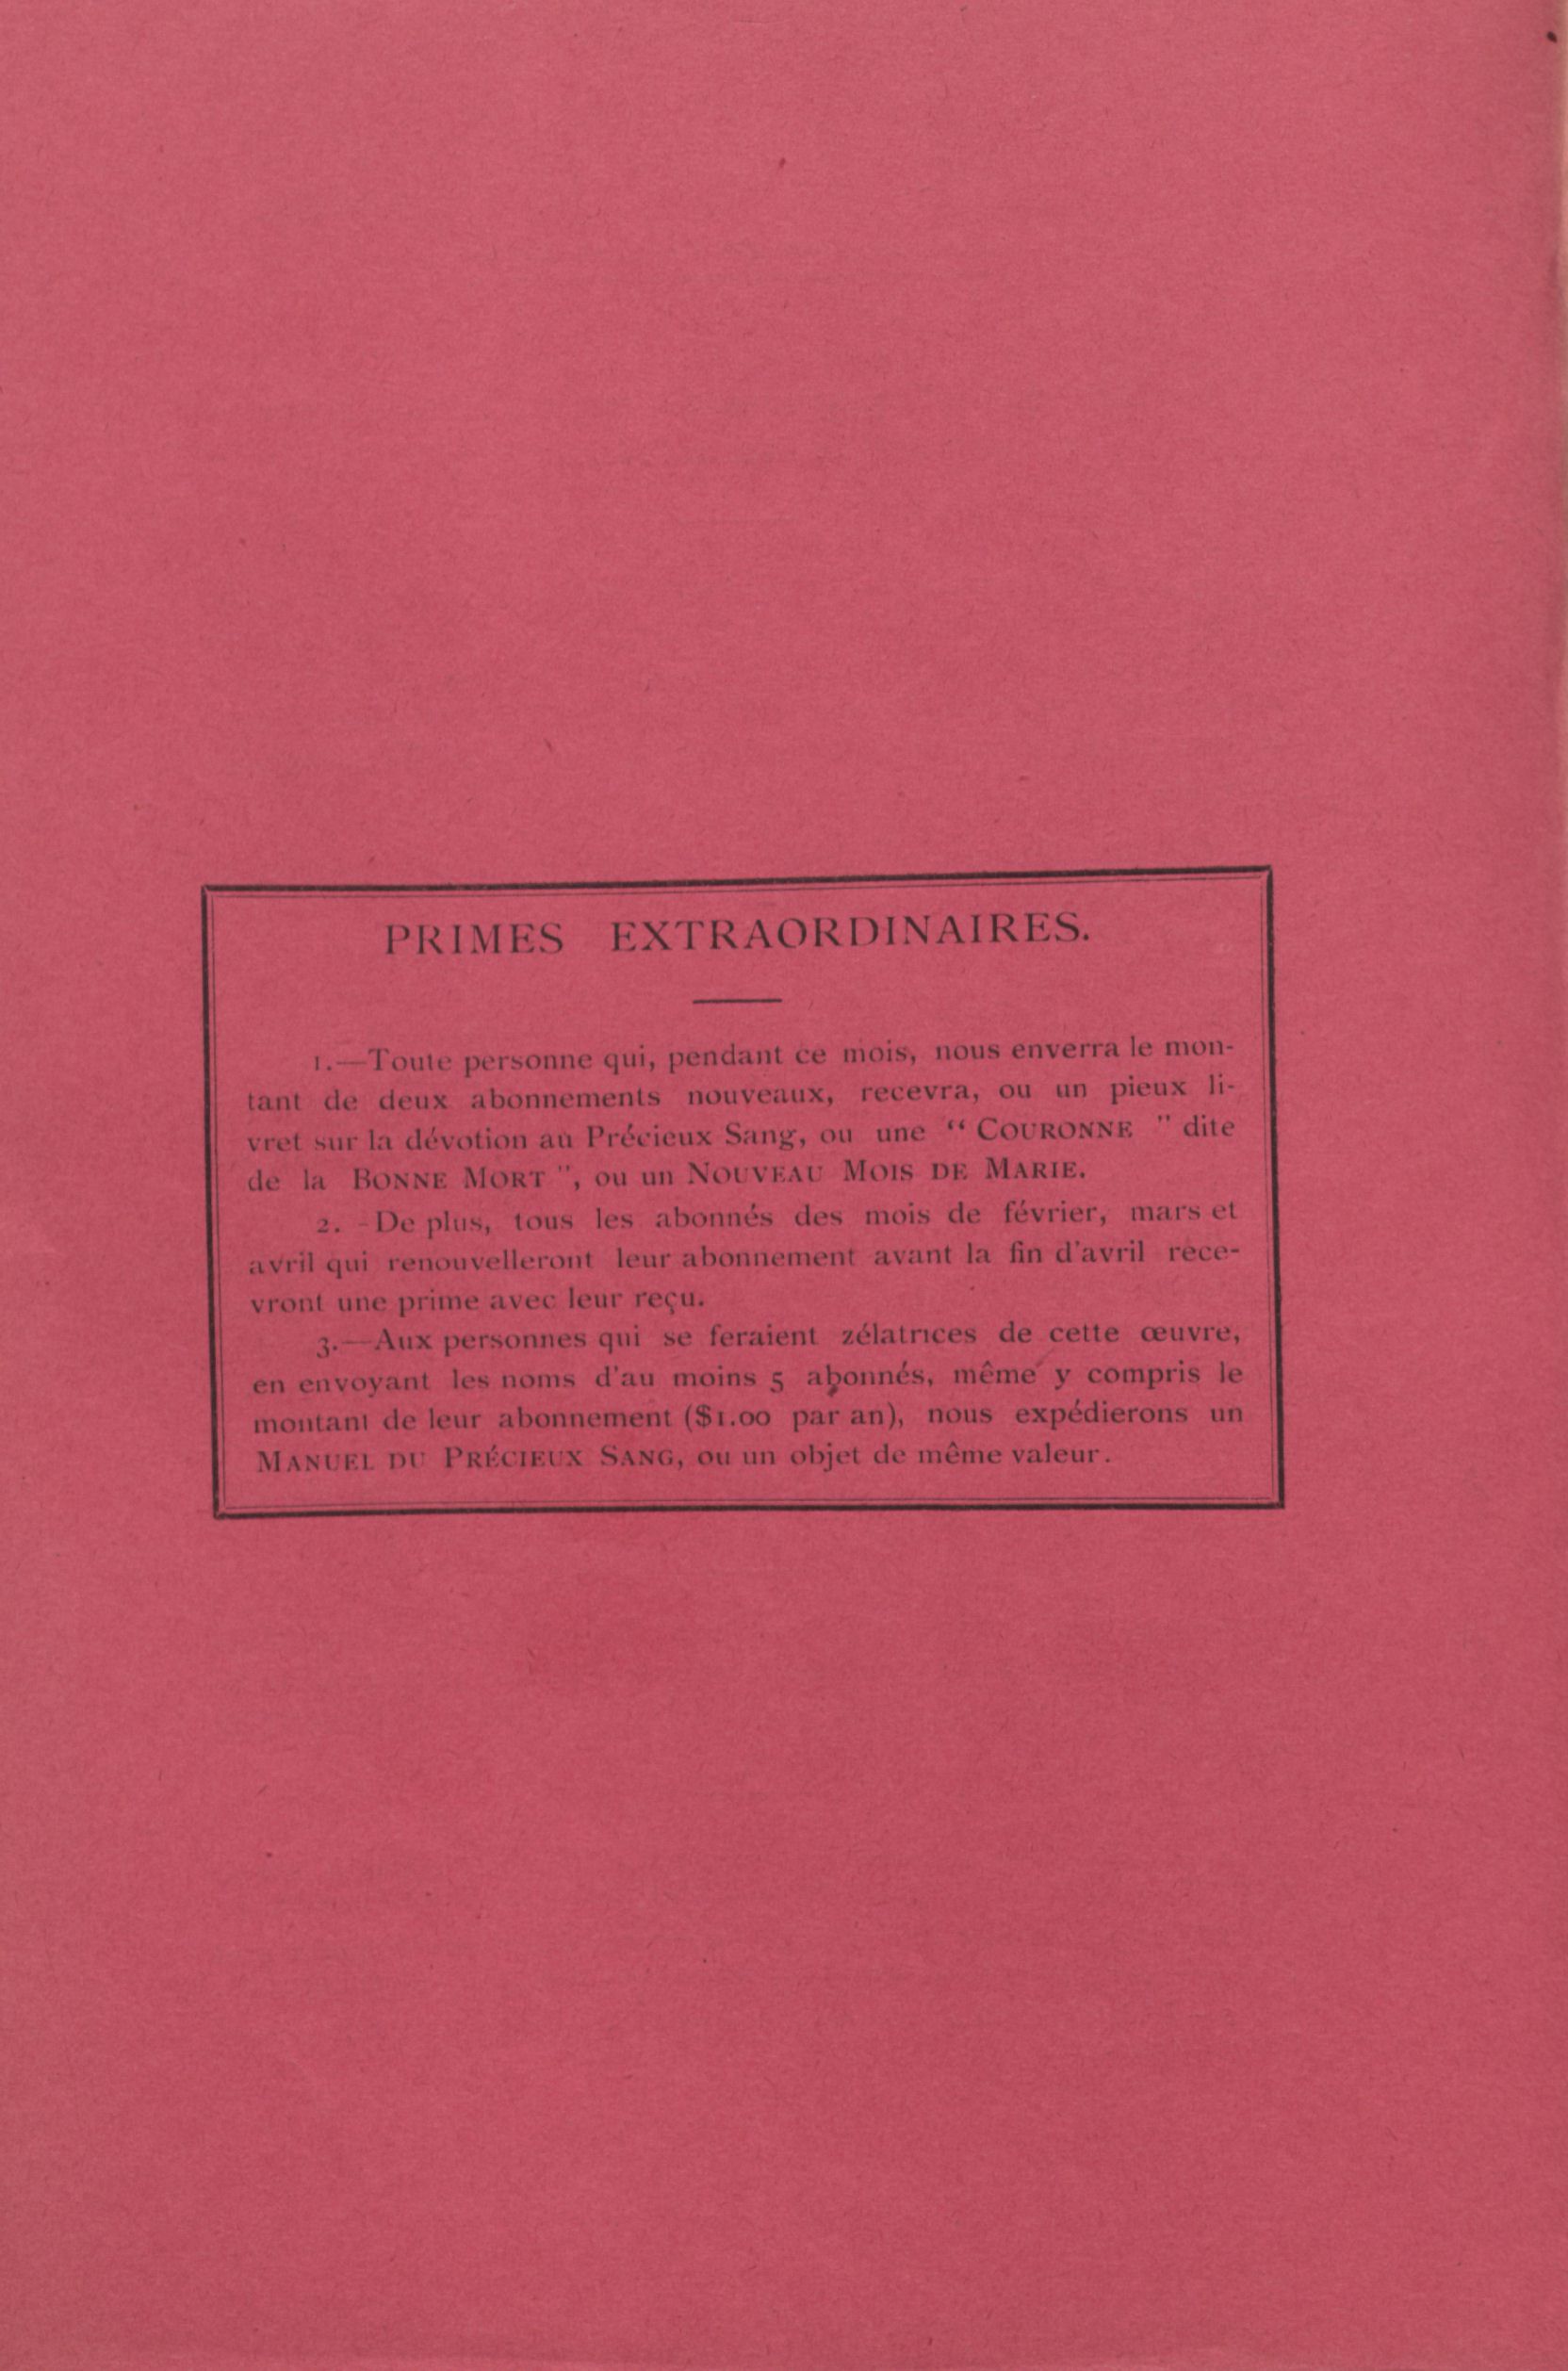 PRIMES EXTRAORDINAIRES.
1.—Toute personne qui, pendant ce mois, nous enverra le mon-
tant de deux abonnements nouveaux, recevra, ou un pieux li-
vret sur la dévotion au Précieux Sang, ou une “ COURONNE ” dite
de la BONNE MORT ”, ou un NOUVEAU MOIS DE MARIE.
2. -De plus, tous les abonnés des mois de février, mars et
avril qui renouvelleront leur abonnement avant la fin d'avril rece-
vront une prime avec leur reçu.
3.—Aux personnes qui se feraient zélatrices de cette œuvre,
en envoyant les noms d'au moins 5 abonnés, même y compris le
montant de leur abonnement ($1.00 par an), nous expédierons un
MANUEL DU PRÉCIEUX SANG, ou un objet de même valeur.